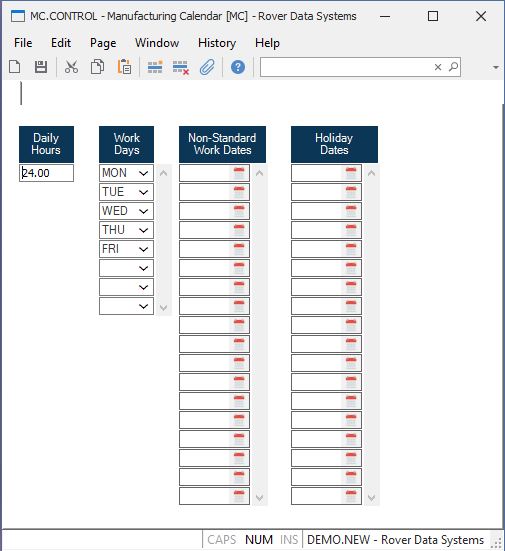 MC.CONTROL - Manufacturing Calendar [MC] - Rover Data Systems
File Edit Page Window History Help
Daily Hours
Work Days
Non-Standard Work Dates
Holiday Dates
24.00
MON
TUE
WED
THU
FRI
CAPS NUM INS DEMO.NEW - Rover Data Systems